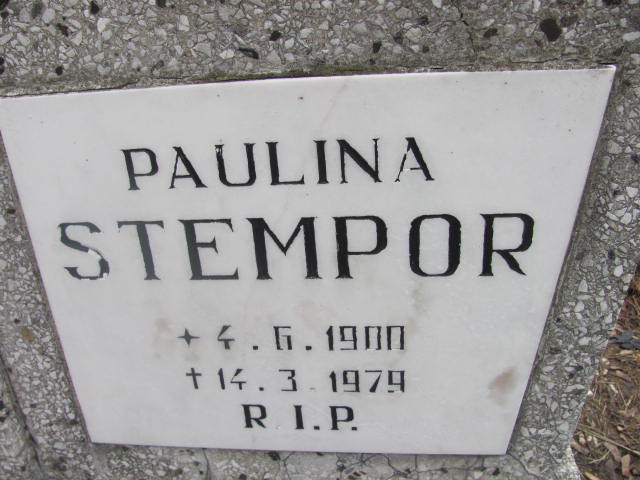 PAULINA
STEMPOR
+ 4.6.1900
† 14.3.1979
R.I.P.